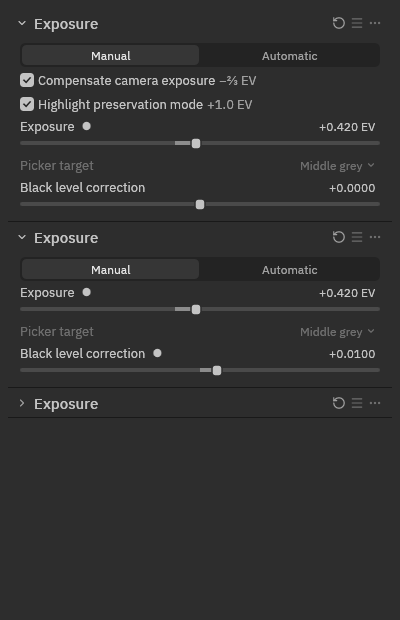 Exposure
Manual Automatic
Compensate camera exposure −⅔ EV
Highlight preservation mode +1.0 EV
Exposure +0.420 EV
Picker target Middle grey
Black level correction +0.0000
Exposure
Manual Automatic
Exposure +0.420 EV
Picker target Middle grey
Black level correction +0.0100
Exposure